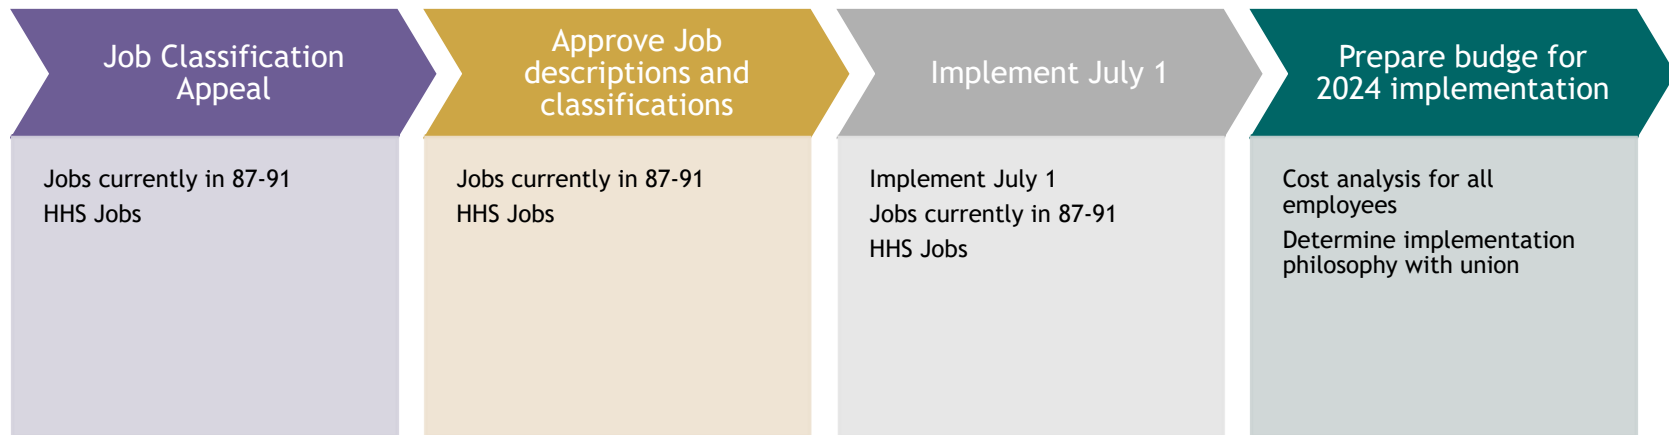 Job Classification
Appeal
Jobs currently in 87-91
HHS Jobs
Approve Job
descriptions and
classifications
Jobs currently in 87-91
HHS Jobs
Implement July 1
Implement July 1
Jobs currently in 87-91
HHS Jobs
Prepare budge for
2024 implementation
Cost analysis for all
employees
Determine implementation
philosophy with union